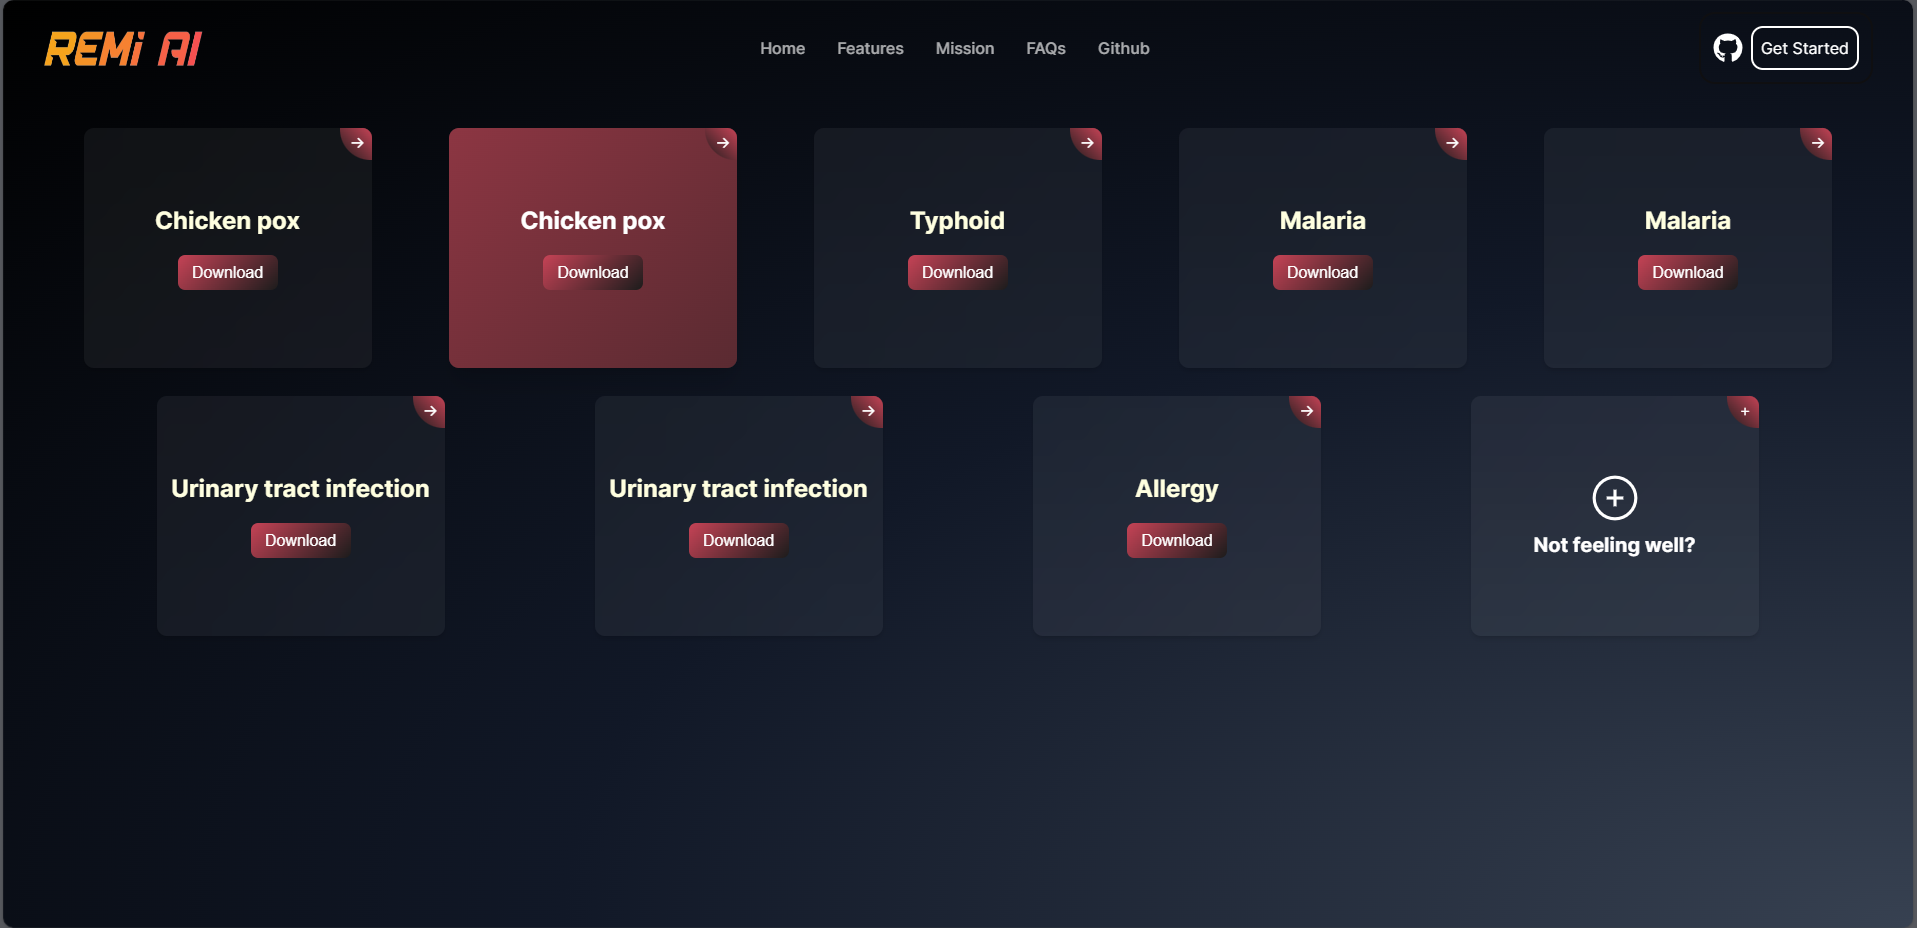 REMi AI
Home
Features
Mission
FAQs
Github
Get Started
Chicken pox
Download
Chicken pox
Download
Typhoid
Download
Malaria
Download
Malaria
Download
Urinary tract infection
Download
Urinary tract infection
Download
Allergy
Download
Not feeling well?